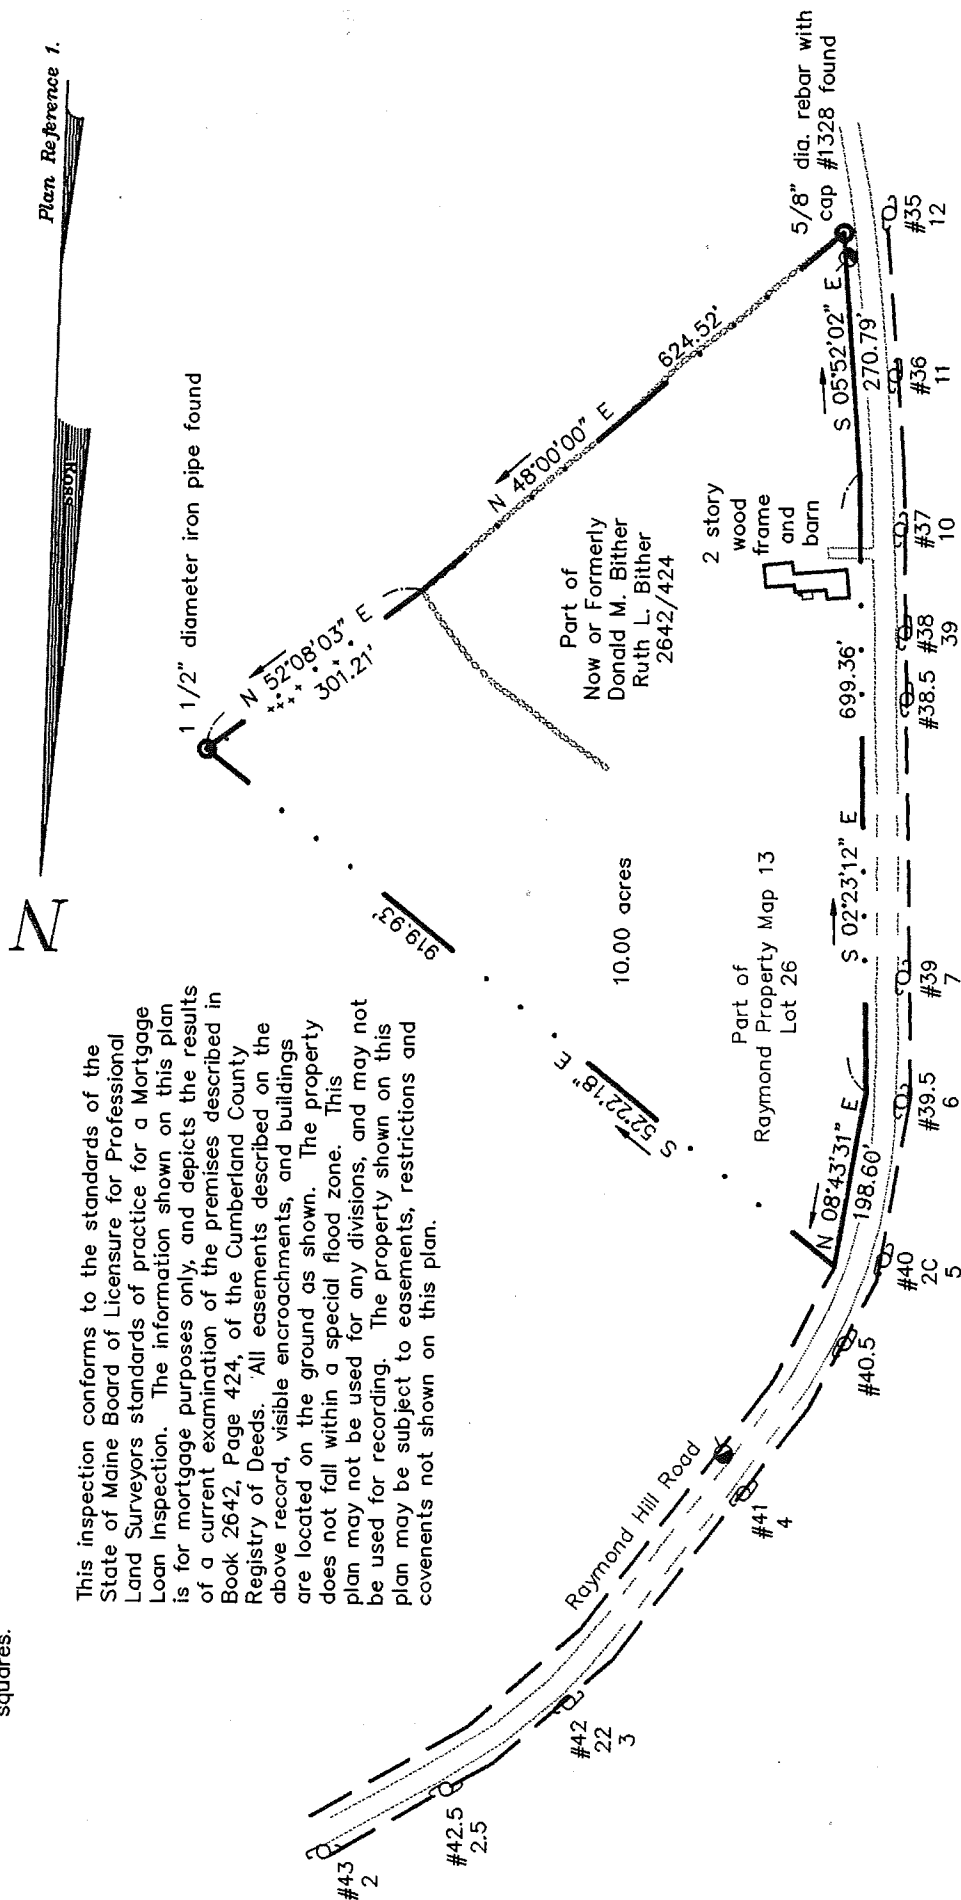 squares.
This inspection conforms to the standards of the
State of Maine Board of Licensure for Professional
Land Surveyors standards of practice for a Mortgage
Loan Inspection. The information shown on this plan
is for mortgage purposes only, and depicts the results
of a current examination of the premises described in
Book 2642, Page 424, of the Cumberland County
Registry of Deeds. All easements described on the
above record, visible encroachments, and buildings
are located on the ground as shown. The property
does not fall within a special flood zone. This
plan may not be used for any divisions, and may not
be used for recording. The property shown on this
plan may be subject to easements, restrictions and
covenents not shown on this plan.
N
Ross
Plan Reference 1.
1 1/2" diameter iron pipe found
N 52°08'03" E
301.21'
N 48°00'00" E
624.52'
5/8" dia. rebar with
cap #1328 found
919.93'
S 52°22'18" E
10.00 acres
Part of
Now or Formerly
Donald M. Bither
Ruth L. Bither
2642/424
2 story
wood
frame
and
barn
Part of
Raymond Property Map 13
Lot 26
N 08°43'31" E
198.60'
S 02°23'12" E
699.36'
S 05°52'02" E
270.79'
Raymond Hill Road
#43
2
#42.5
2.5
#42
22
3
#41
4
#40.5
#40
2C
5
#39.5
6
#39
7
#38.5
#38
39
#37
10
#36
11
#35
12